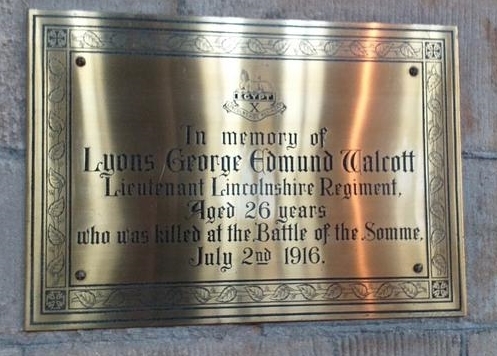 EGYPT
X
In memory of
Lyons George Edmund Walcott
Lieutenant Lincolnshire Regiment,
Aged 26 years
who was killed at the Battle of the Somme,
July 2nd 1916.